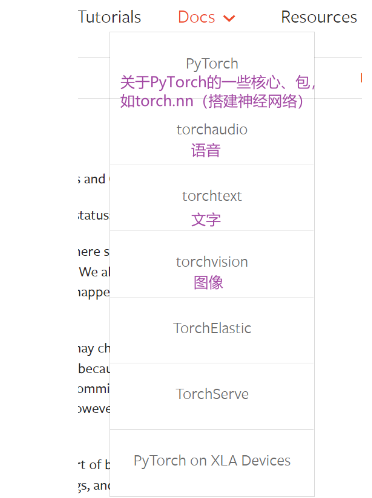 Tutorials Docs Resources
PyTorch
关于PyTorch的一些核心、包,
如torch.nn（搭建神经网络）
torchaudio
语音
s and
torchtext
status
文字
here s
torchvision
We al
图像
happe
TorchElastic
may ch
becau
TorchServe
ommi
oweve
PyTorch on XLA Devices
rt of b
gs, and